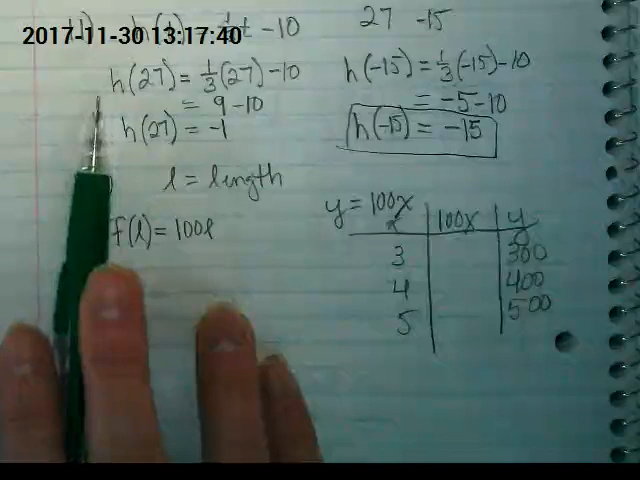 2017-11-30 13:17:40
- 10 27 -15
h(27) = 1/3(27) - 10
= 9 - 10
h(27) = -1
h(-15) = 1/3(-15) - 10
= -5 - 10
h(-15) = -15
l = length
f(l) = 100l
y = 100x
x 100x y
3 300
4 400
5 500